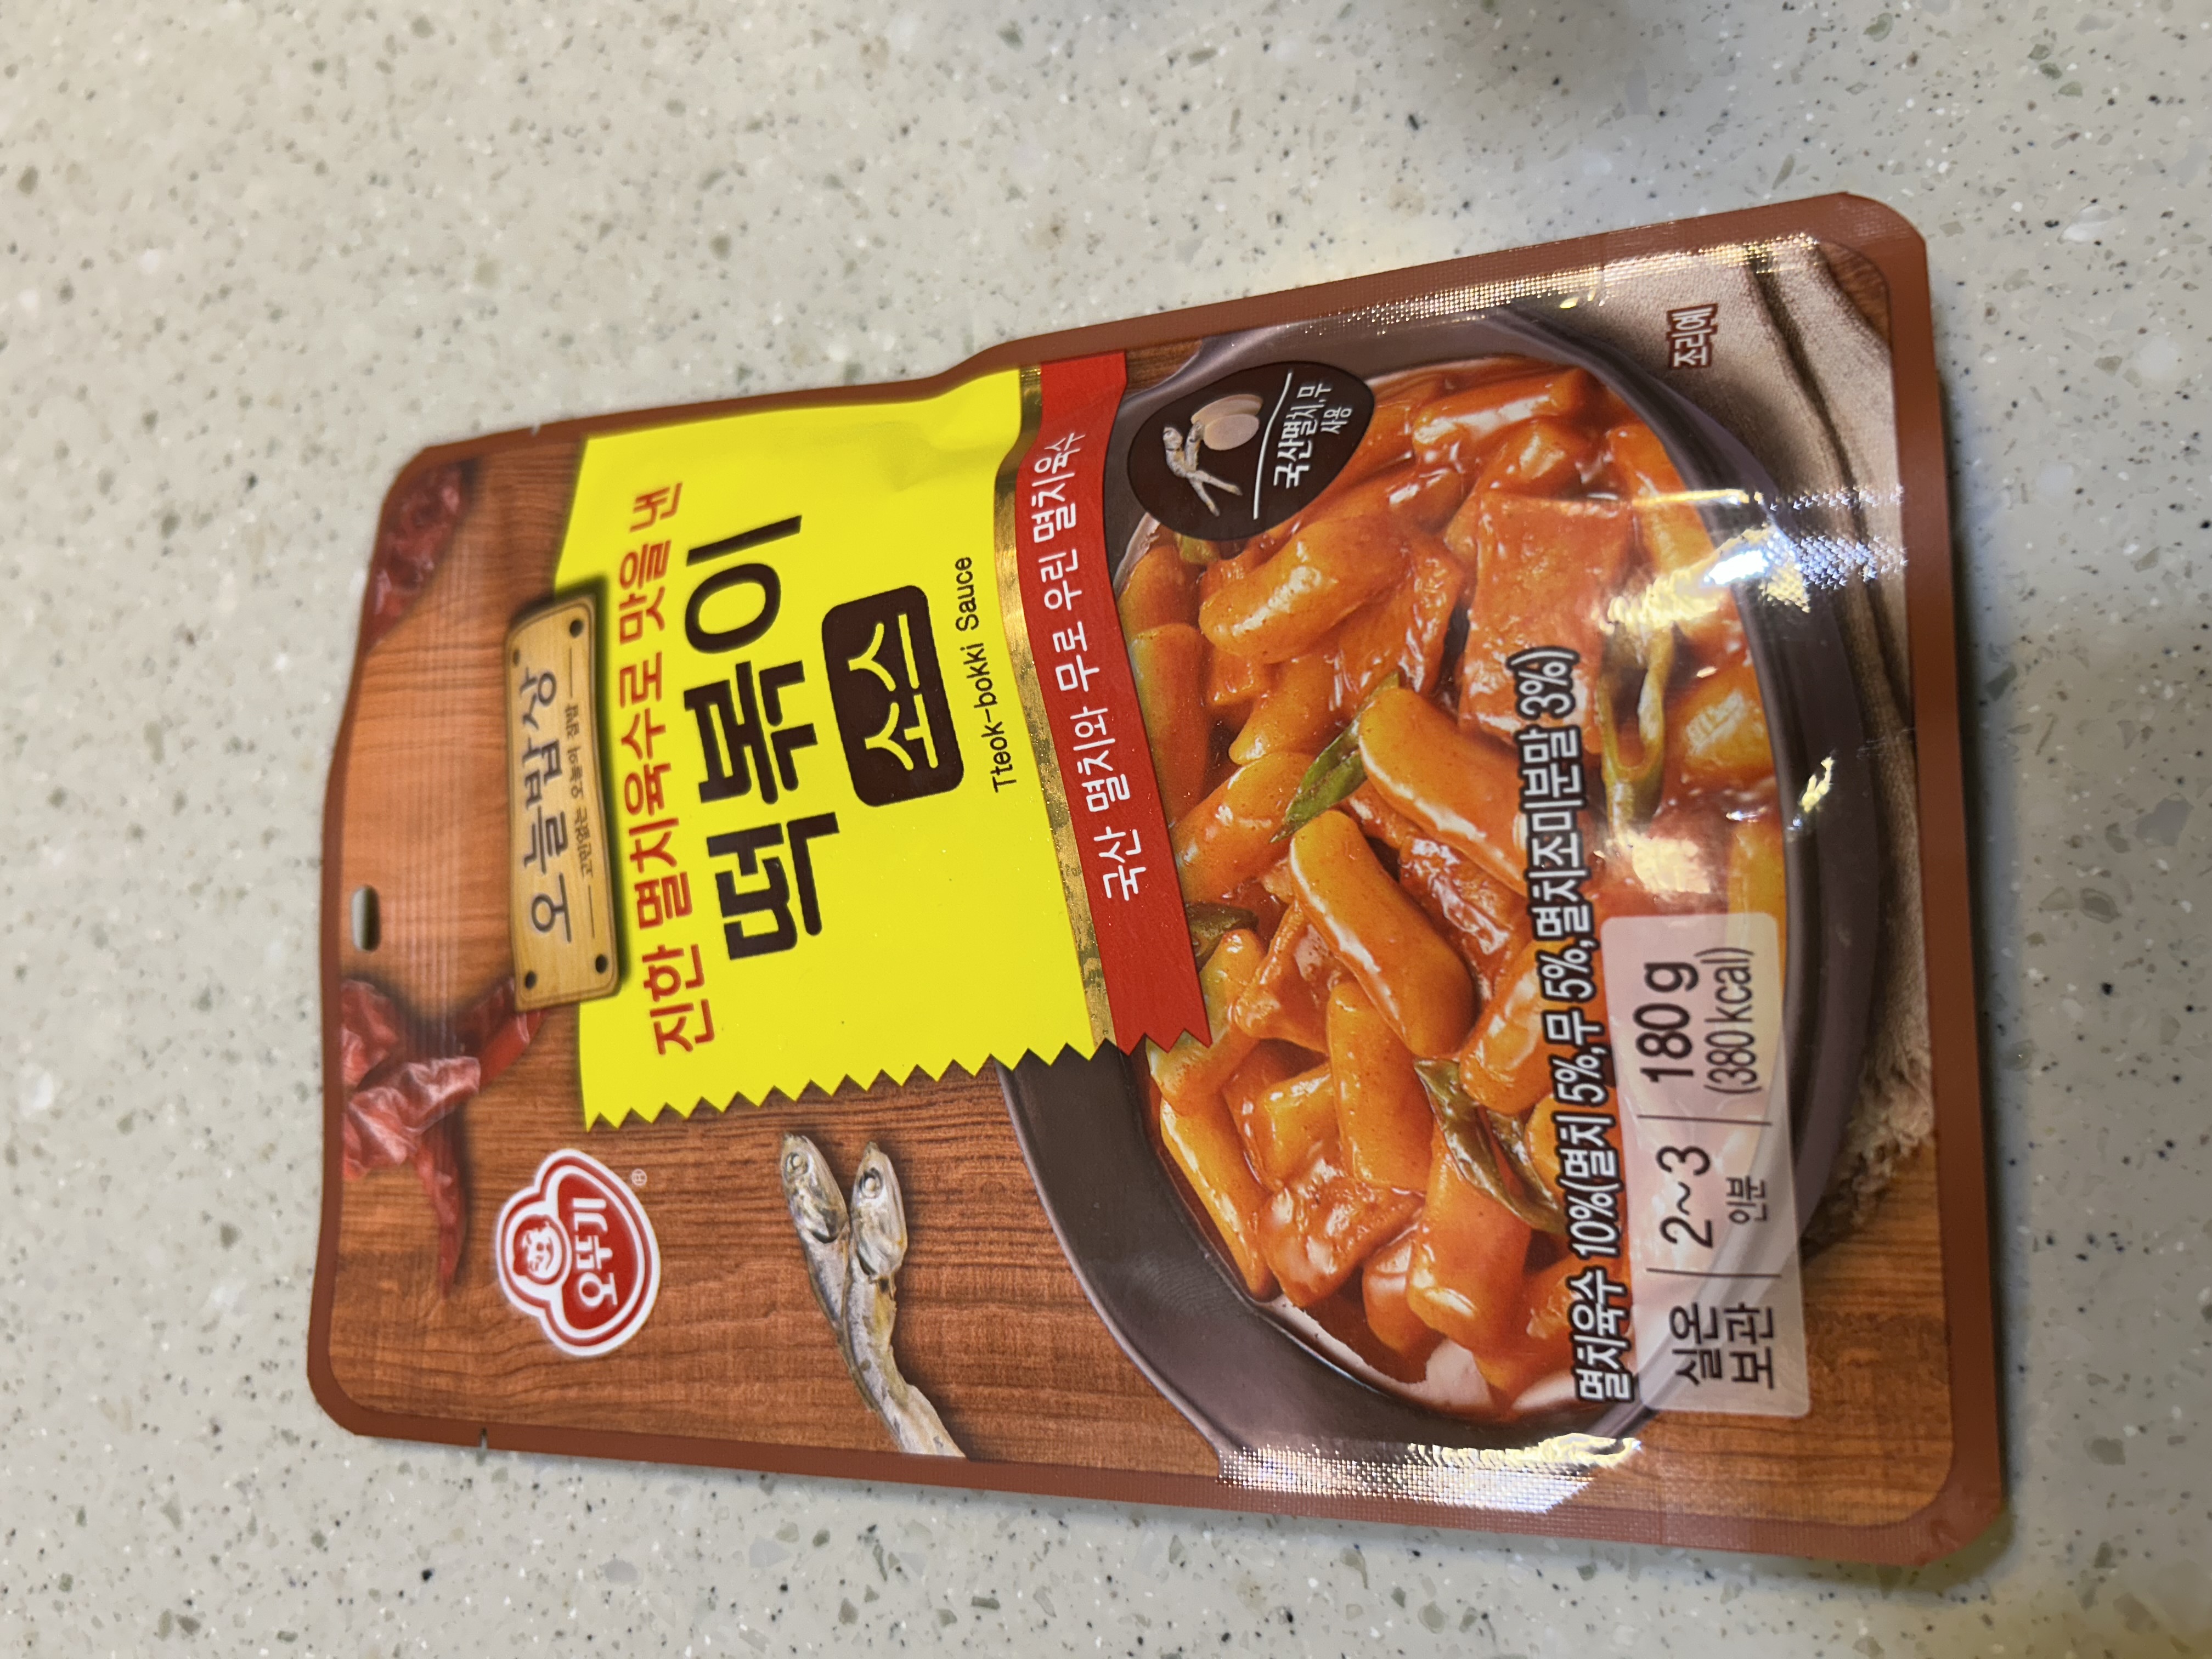 오뚜기
®
오늘밥상
고민없는 오늘의 집밥
진한 멸치육수로 맛을 낸
떡볶이
소스
Tteok-bokki Sauce
국산 멸치와 무로 우린 멸치육수
국산멸치,무
사용
멸치육수 10%(멸치 5%,무 5%,멸치조미분말 3%)
실온
보관
2~3
인분
180 g
(380 kcal)
조리예